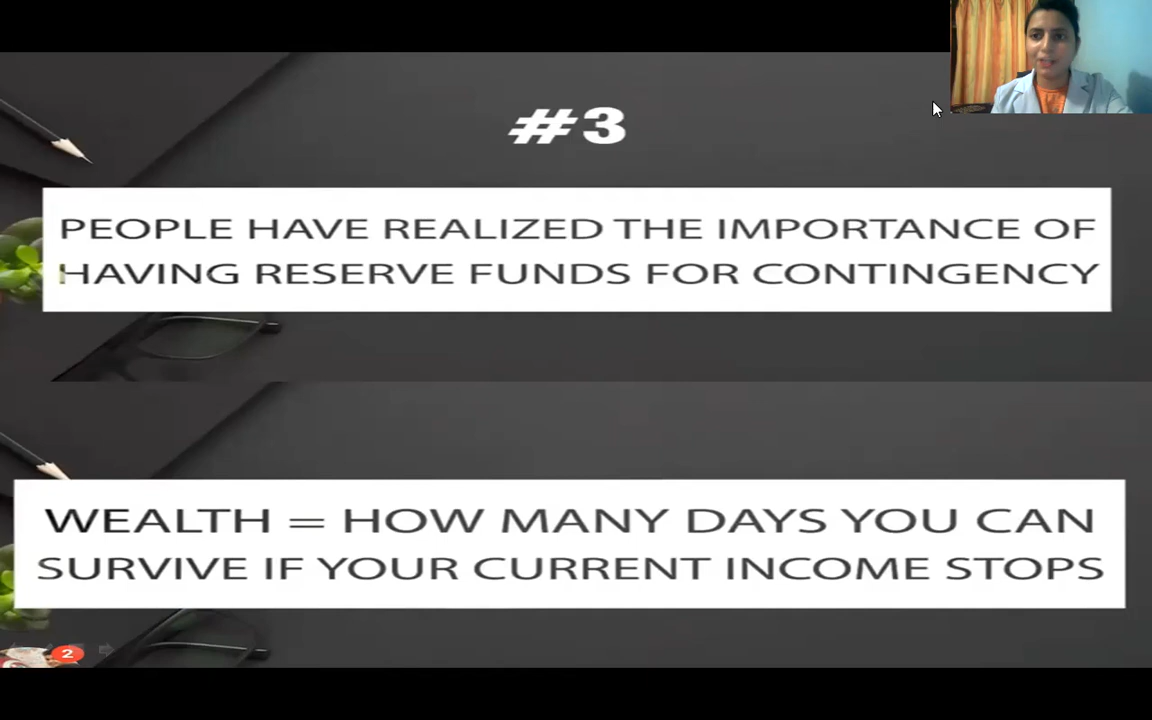 #3
PEOPLE HAVE REALIZED THE IMPORTANCE OF
HAVING RESERVE FUNDS FOR CONTINGENCY
WEALTH = HOW MANY DAYS YOU CAN
SURVIVE IF YOUR CURRENT INCOME STOPS
2